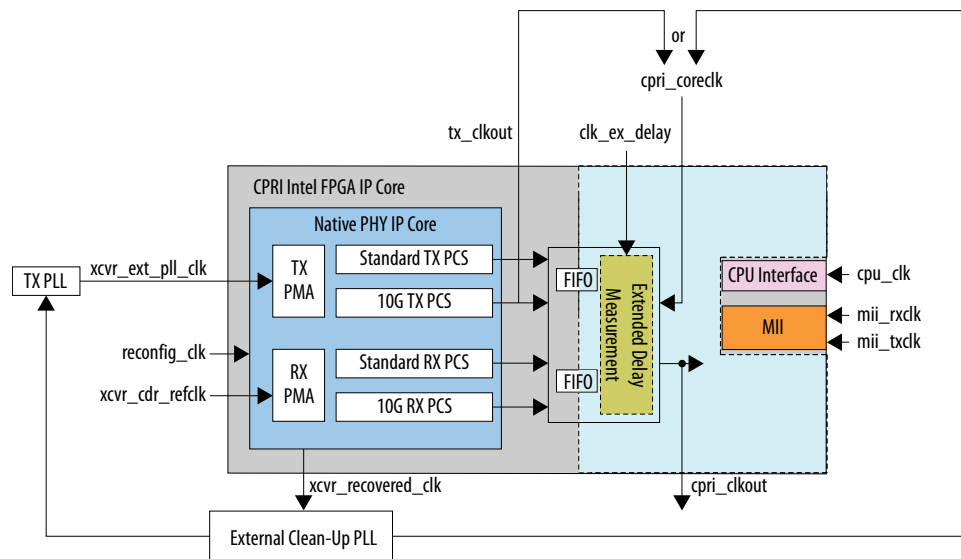 or
cpri_coreclk
tx_clkout
clk_ex_delay
CPRI Intel FPGA IP Core
Native PHY IP Core
TX PLL
xcvr_ext_pll_clk
TX
PMA
Standard TX PCS
10G TX PCS
FIFO
Extended Delay
Measurement
CPU Interface
cpu_clk
MII
mii_rxclk
mii_txclk
reconfig_clk
xcvr_cdr_refclk
RX
PMA
Standard RX PCS
10G RX PCS
FIFO
xcvr_recovered_clk
cpri_clkout
External Clean-Up PLL